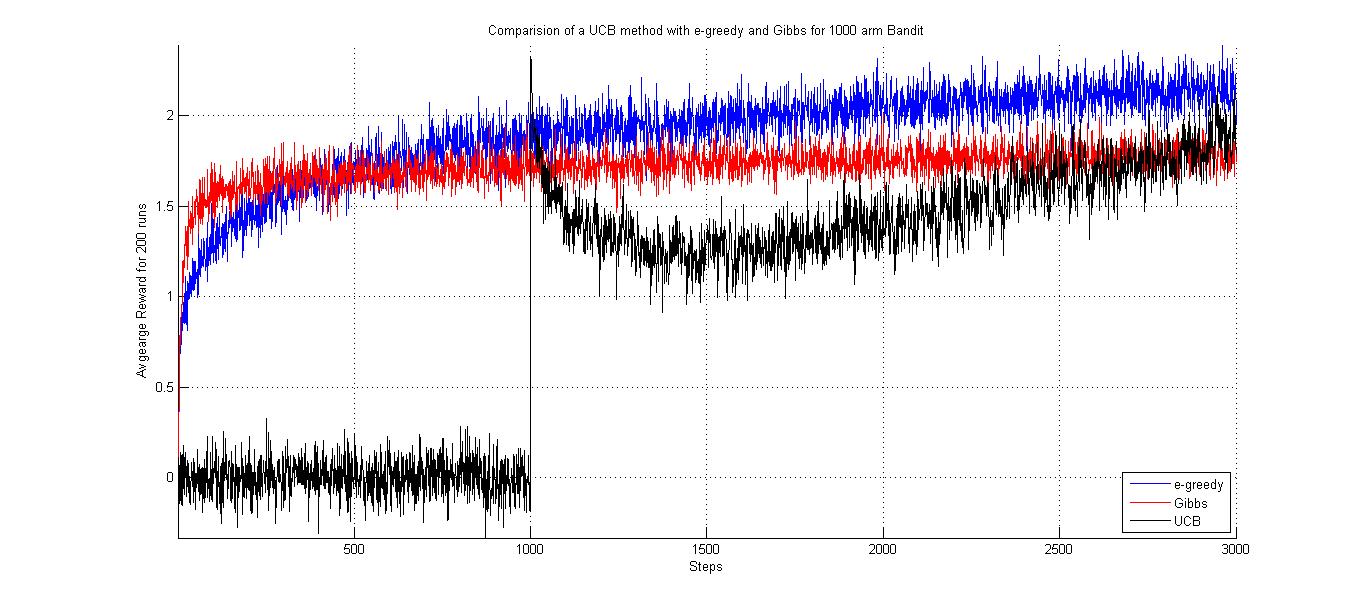 Comparision of a UCB method with e-greedy and Gibbs for 1000 arm Bandit
Avgearge Reward for 200 runs
2
1.5
1
0.5
0
500
1000
1500
2000
2500
3000
Steps
e-greedy
Gibbs
UCB